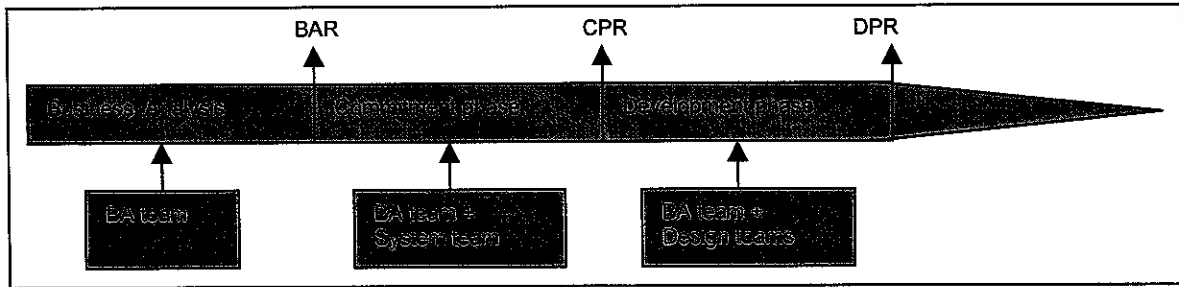 BAR CPR DPR
Business Analysis Commitment phase Development phase
BA team
BA team +
System team
BA team +
Design teams